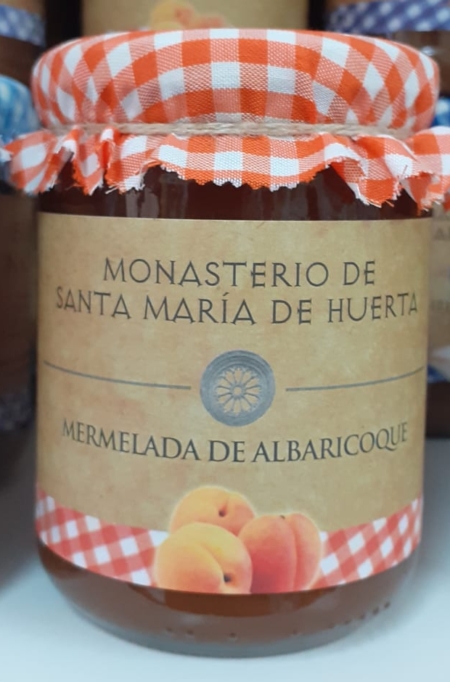 MONASTERIO DE
SANTA MARÍA DE HUERTA
MERMELADA DE ALBARICOQUE